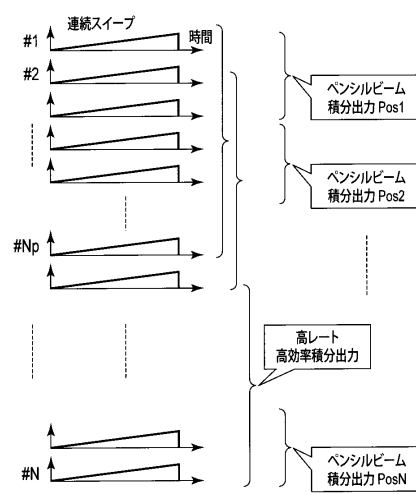 連続スイープ
#1
時間
#2
ペンシルビーム
積分出力 Pos1
ペンシルビーム
積分出力 Pos2
#Np
高レート
高効率積分出力
#N
ペンシルビーム
積分出力 PosN